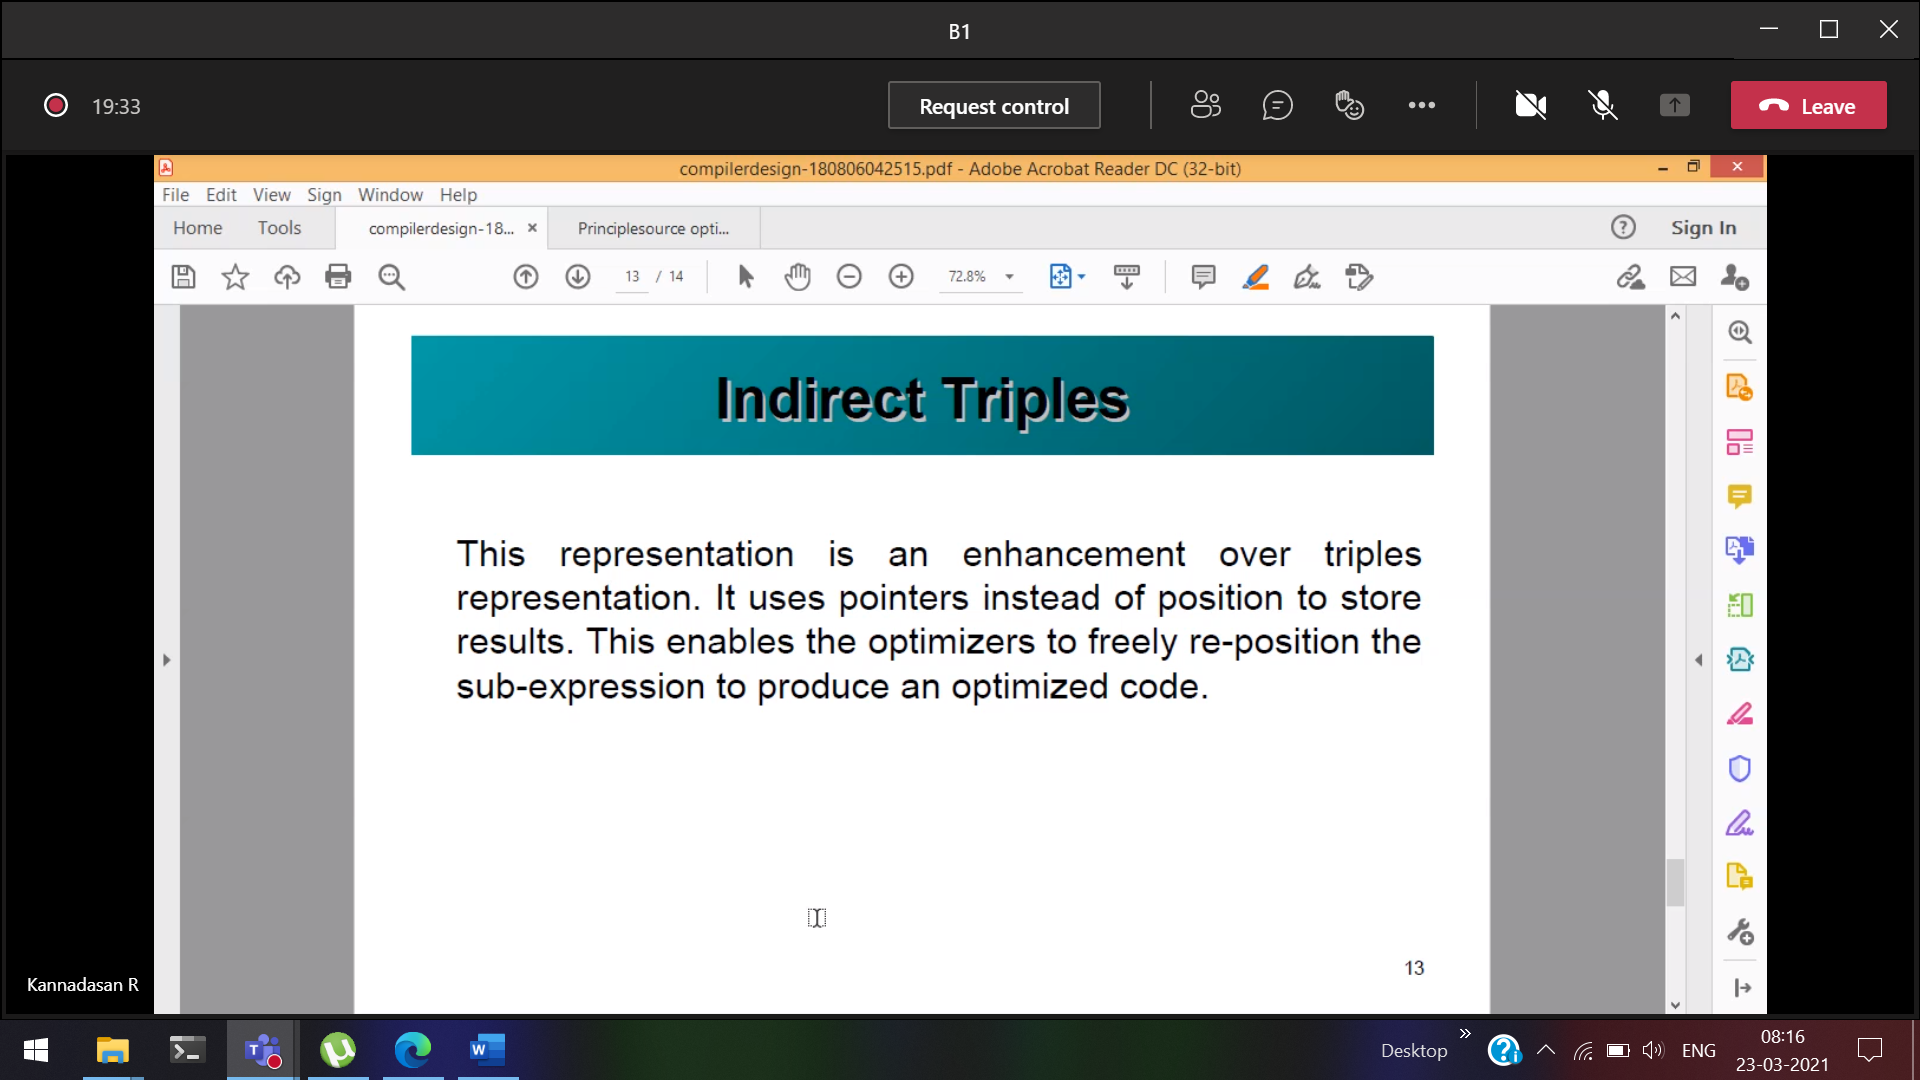 B1
19:33
Request control
Leave
compilerdesign-180806042515.pdf - Adobe Acrobat Reader DC (32-bit)
File Edit View Sign Window Help
Home Tools compilerdesign-18... × Principlesource opti... Sign In
13 / 14 72.8%
Indirect Triples
This representation is an enhancement over triples
representation. It uses pointers instead of position to store
results. This enables the optimizers to freely re-position the
sub-expression to produce an optimized code.
13
Kannadasan R
Desktop ENG 08:16
23-03-2021